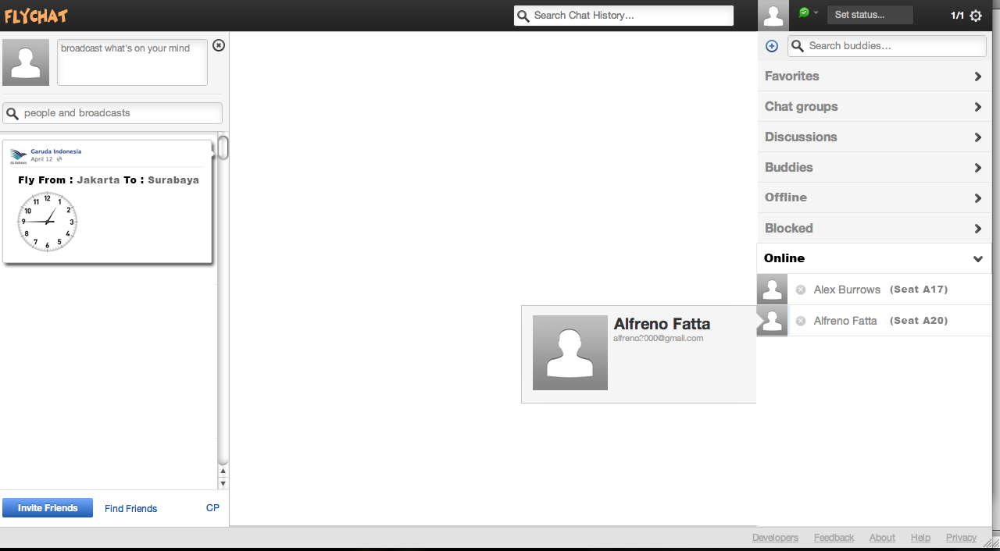 FLYCHAT
Search Chat History...
Set status...
1/1
broadcast what's on your mind
people and broadcasts
Garuda Indonesia
April 12
Fly From : Jakarta To : Surabaya
12
11 1
10 2
9 3
8 4
7 5
6
Invite Friends
Find Friends
CP
Search buddies...
Favorites
Chat groups
Discussions
Buddies
Offline
Blocked
Online
Alex Burrows (Seat A17)
Alfreno Fatta (Seat A20)
Alfreno Fatta
alfreno2000@gmail.com
Developers Feedback About Help Privacy